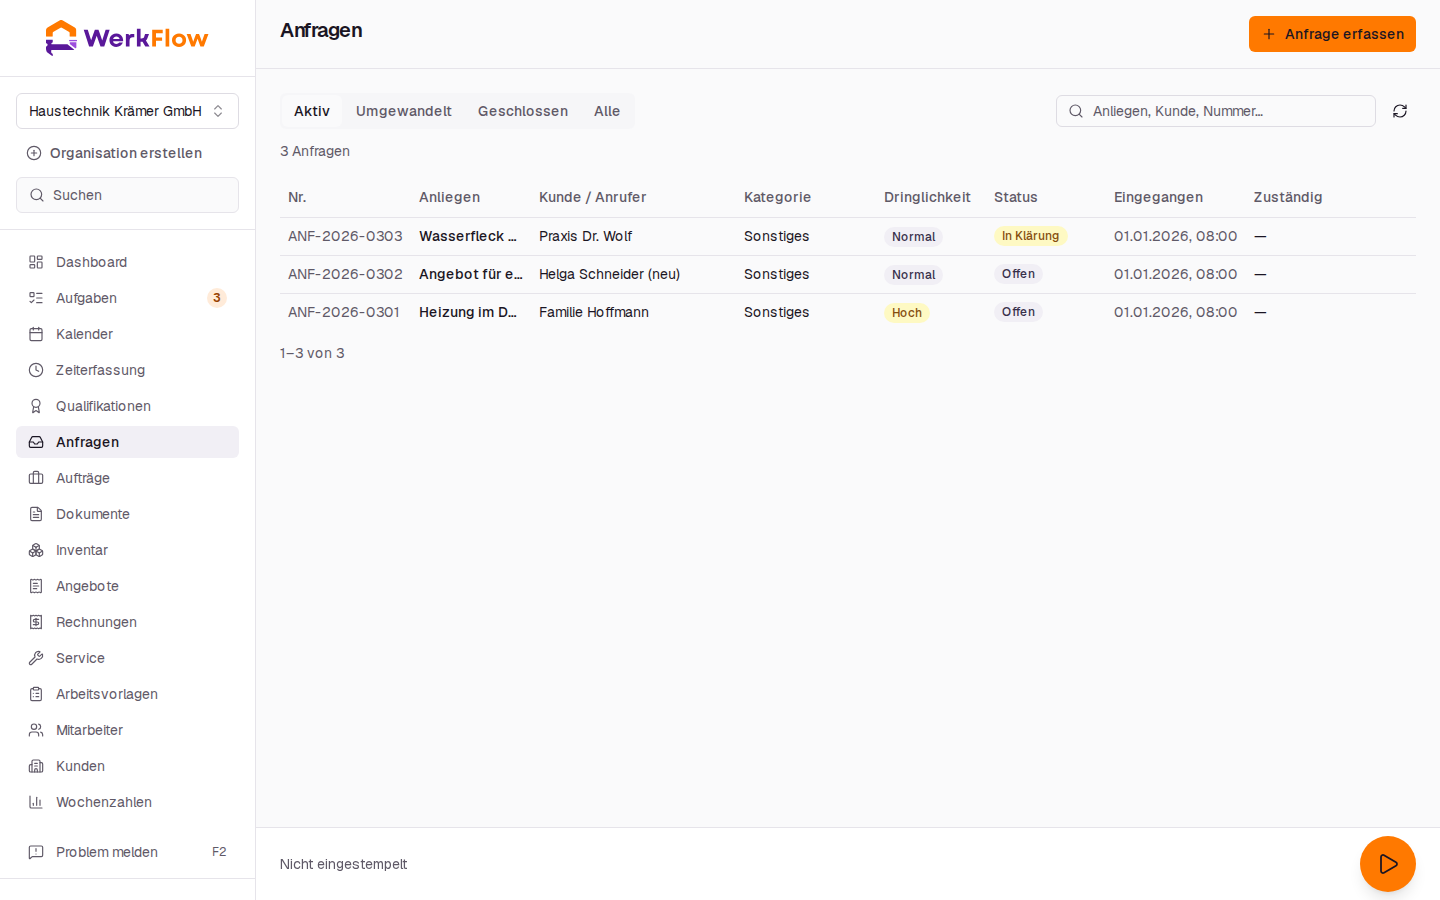 WerkFlow
Haustechnik Krämer GmbH
Organisation erstellen
Suchen
Dashboard
Aufgaben 3
Kalender
Zeiterfassung
Qualifikationen
Anfragen
Aufträge
Dokumente
Inventar
Angebote
Rechnungen
Service
Arbeitsvorlagen
Mitarbeiter
Kunden
Wochenzahlen
Problem melden F2
Anfragen
Anfrage erfassen
Aktiv Umgewandelt Geschlossen Alle
Anliegen, Kunde, Nummer...
3 Anfragen
Nr. Anliegen Kunde / Anrufer Kategorie Dringlichkeit Status Eingegangen Zuständig
ANF-2026-0303 Wasserfleck ... Praxis Dr. Wolf Sonstiges Normal In Klärung 01.01.2026, 08:00 —
ANF-2026-0302 Angebot für e... Helga Schneider (neu) Sonstiges Normal Offen 01.01.2026, 08:00 —
ANF-2026-0301 Heizung im D... Familie Hoffmann Sonstiges Hoch Offen 01.01.2026, 08:00 —
1–3 von 3
Nicht eingestempelt